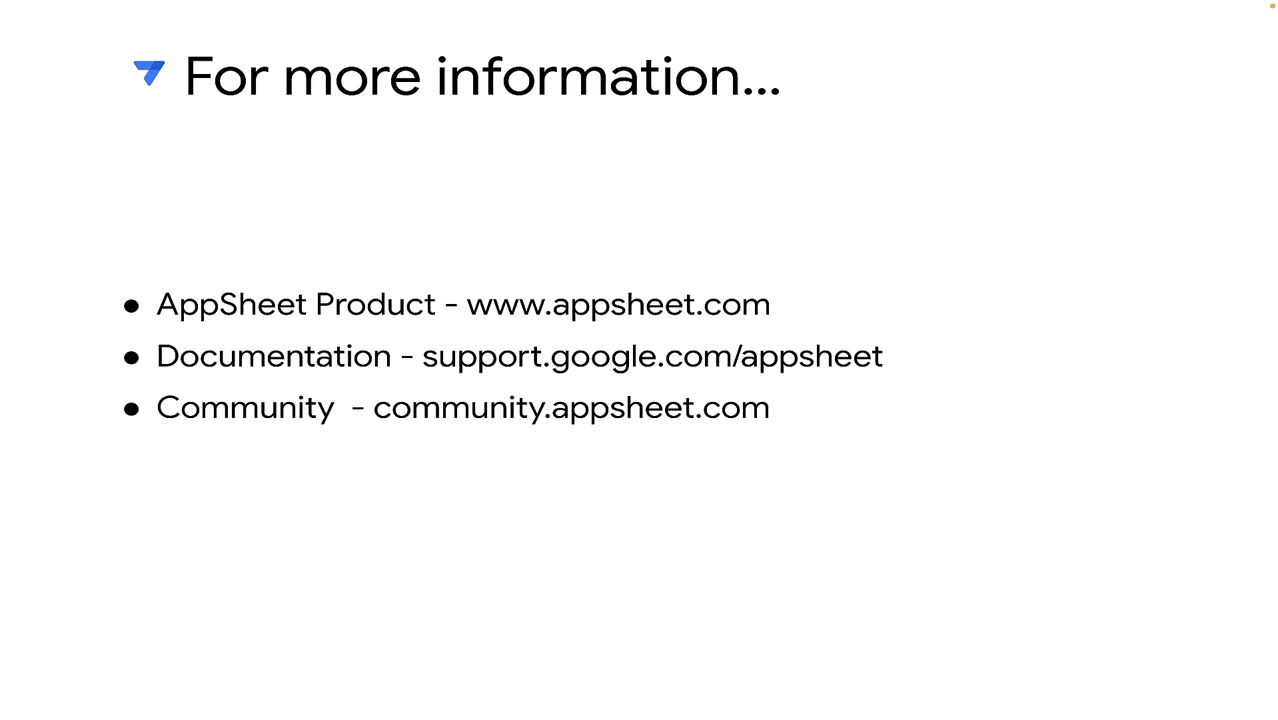 For more information...
● AppSheet Product - www.appsheet.com
● Documentation - support.google.com/appsheet
● Community  - community.appsheet.com